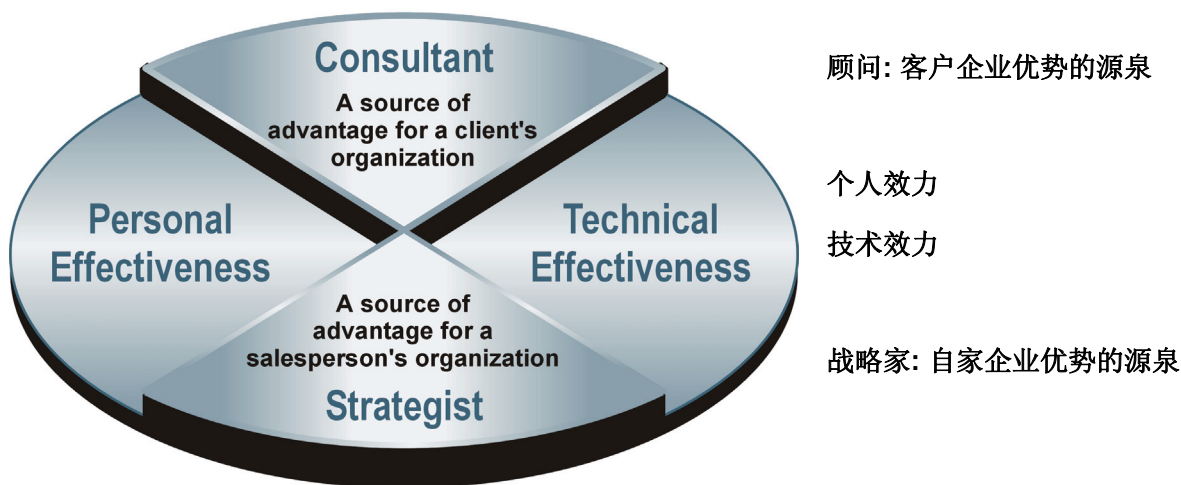 Consultant
A source of
advantage for a client's
organization
Personal
Effectiveness
Technical
Effectiveness
A source of
advantage for a
salesperson's organization
Strategist
顾问: 客户企业优势的源泉
个人效力
技术效力
战略家: 自家企业优势的源泉